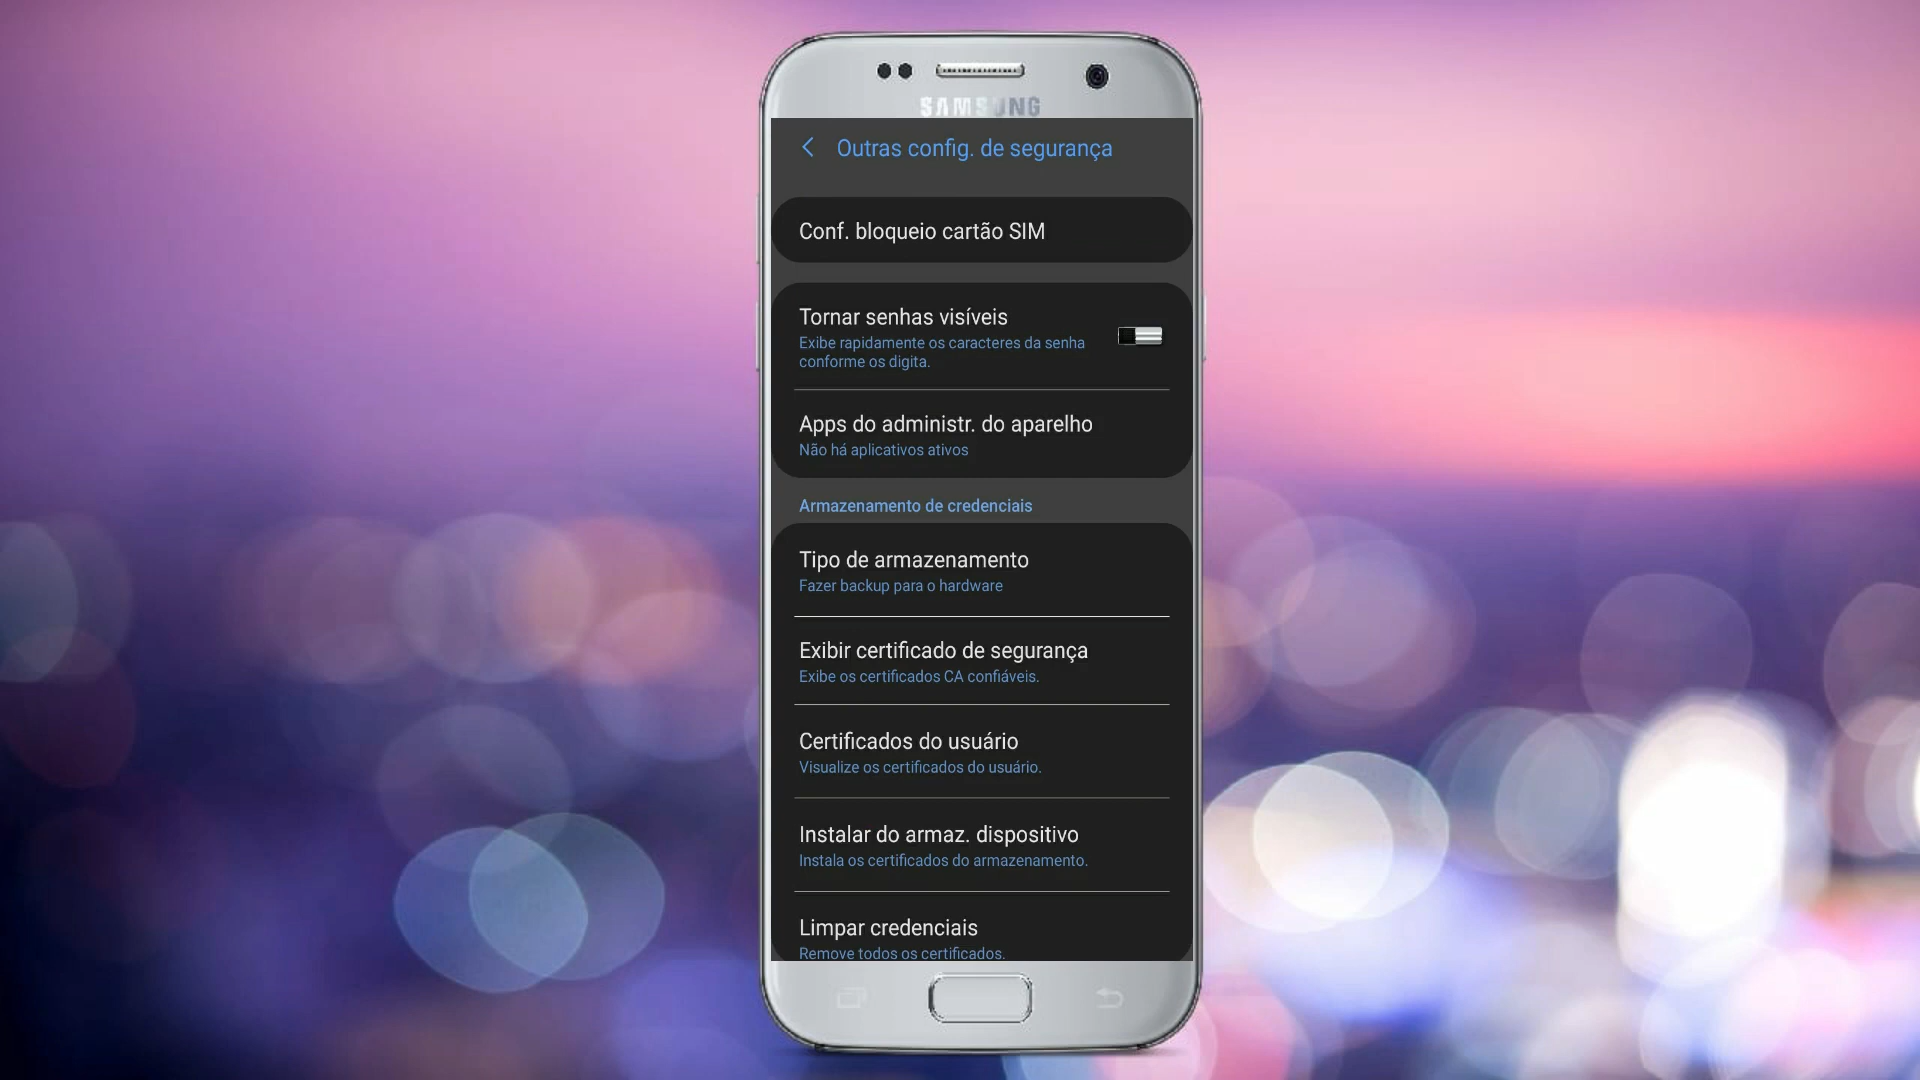 SAMSUNG
Outras config. de segurança
Conf. bloqueio cartão SIM
Tornar senhas visíveis
Exibe rapidamente os caracteres da senha
conforme os digita.
Apps do administr. do aparelho
Não há aplicativos ativos
Armazenamento de credenciais
Tipo de armazenamento
Fazer backup para o hardware
Exibir certificado de segurança
Exibe os certificados CA confiáveis.
Certificados do usuário
Visualize os certificados do usuário.
Instalar do armaz. dispositivo
Instala os certificados do armazenamento.
Limpar credenciais
Remove todos os certificados.